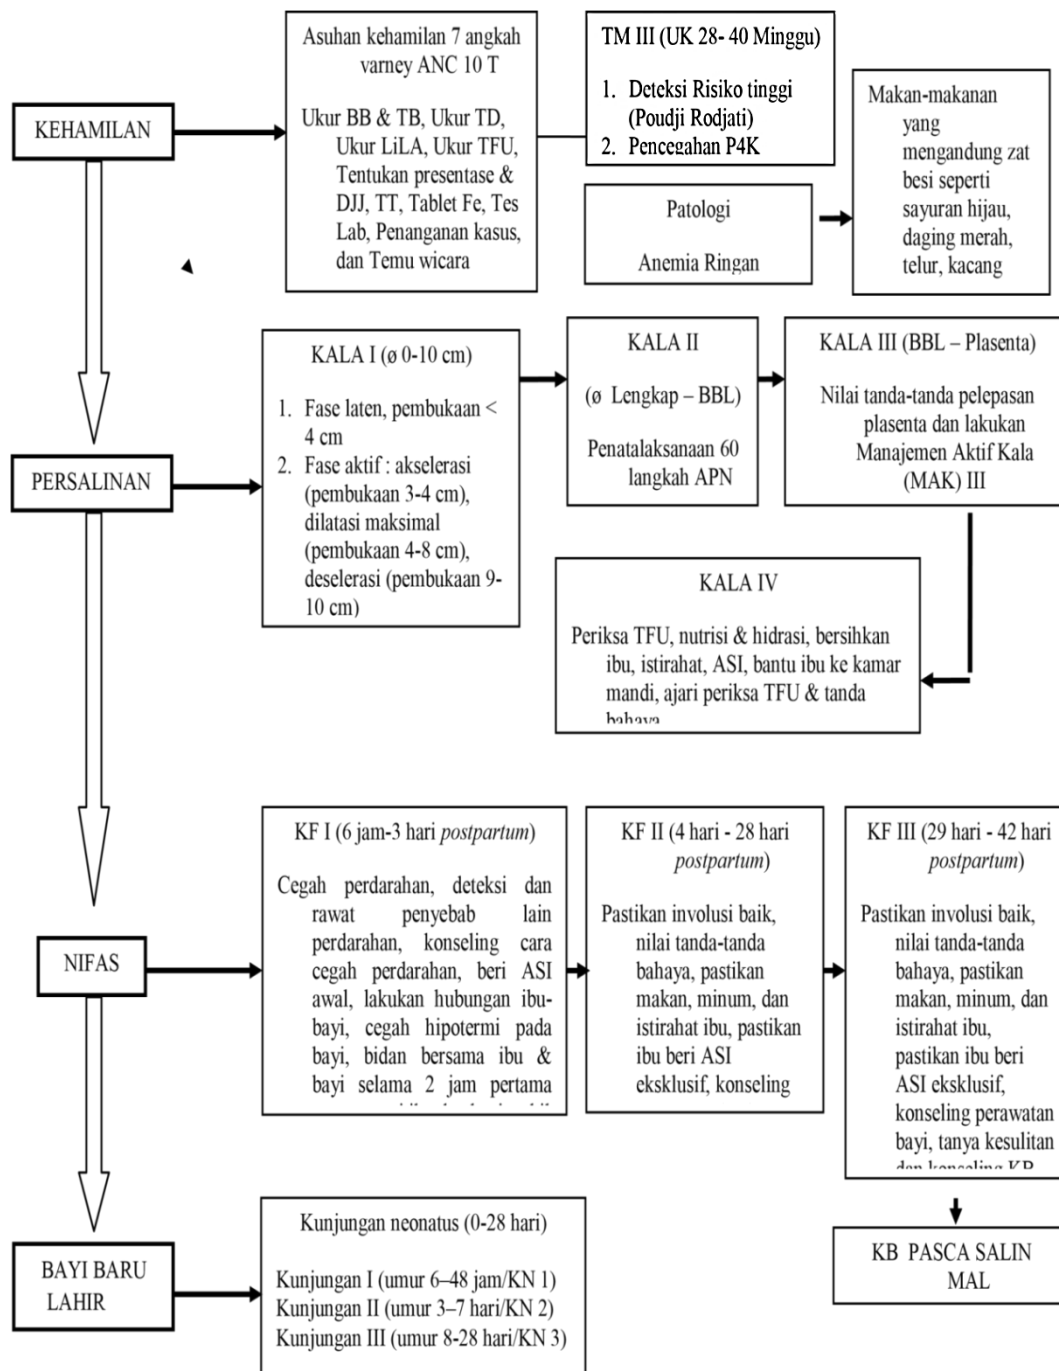 Asuhan kehamilan 7 angkah
varney ANC 10 T
Ukur BB & TB, Ukur TD,
Ukur LiLA, Ukur TFU,
Tentukan presentase &
DJJ, TT, Tablet Fe, Tes
Lab, Penanganan kasus,
dan Temu wicara
TM III (UK 28- 40 Minggu)
1. Deteksi Risiko tinggi
(Poudji Rodjati)
2. Pencegahan P4K
KEHAMILAN
Makan-makanan
yang
mengandung zat
besi seperti
sayuran hijau,
daging merah,
telur, kacang
Patologi
Anemia Ringan
KALA I (ø 0-10 cm)
1. Fase laten, pembukaan <
4 cm
2. Fase aktif : akselerasi
(pembukaan 3-4 cm),
dilatasi maksimal
(pembukaan 4-8 cm),
deselerasi (pembukaan 9-
10 cm)
KALA II
(ø Lengkap – BBL)
Penatalaksanaan 60
langkah APN
KALA III (BBL – Plasenta)
Nilai tanda-tanda pelepasan
plasenta dan lakukan
Manajemen Aktif Kala
(MAK) III
PERSALINAN
KALA IV
Periksa TFU, nutrisi & hidrasi, bersihkan
ibu, istirahat, ASI, bantu ibu ke kamar
mandi, ajari periksa TFU & tanda
bahaya
KF I (6 jam-3 hari postpartum)
Cegah perdarahan, deteksi dan
rawat penyebab lain
perdarahan, konseling cara
cegah perdarahan, beri ASI
awal, lakukan hubungan ibu-
bayi, cegah hipotermi pada
bayi, bidan bersama ibu &
bayi selama 2 jam pertama
KF II (4 hari - 28 hari
postpartum)
Pastikan involusi baik,
nilai tanda-tanda
bahaya, pastikan
makan, minum, dan
istirahat ibu, pastikan
ibu beri ASI
eksklusif, konseling
KF III (29 hari - 42 hari
postpartum)
Pastikan involusi baik,
nilai tanda-tanda
bahaya, pastikan
makan, minum, dan
istirahat ibu,
pastikan ibu beri
ASI eksklusif,
konseling perawatan
bayi, tanya kesulitan
dan konseling KB
NIFAS
Kunjungan neonatus (0-28 hari)
Kunjungan I (umur 6–48 jam/KN 1)
Kunjungan II (umur 3–7 hari/KN 2)
Kunjungan III (umur 8-28 hari/KN 3)
BAYI BARU
LAHIR
KB PASCA SALIN
MAL